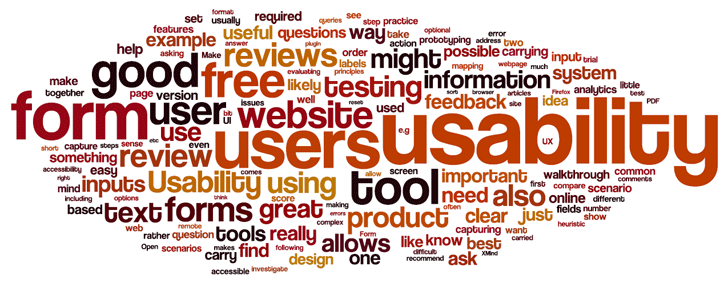 format
set usually required queries see step practice
features useful questions way take optional error
help example asking answer plugin action prototyping address two
Make reviews order might possible carrying
good free evaluating labels principles mapping webpage much input trial
make likely testing information system
together page version issues well reset used sort browser articles Firefox analytics little
form user bit UI website feedback site idea test PDF
use users e.g usability UX
short capture steps sense etc even
something review
accessibility easy comes allow screen important walkthrough common
right mind inputs Usability using tool need also first compare scenario comments
including options score often online different
based text forms think great making product clear just fields number
web remote errors complex capturing want show
rather question tools really Form allows like know best carried heuristic
Open scenarios makes find following one difficult XMind
carry design recommend ask
accessible investigate